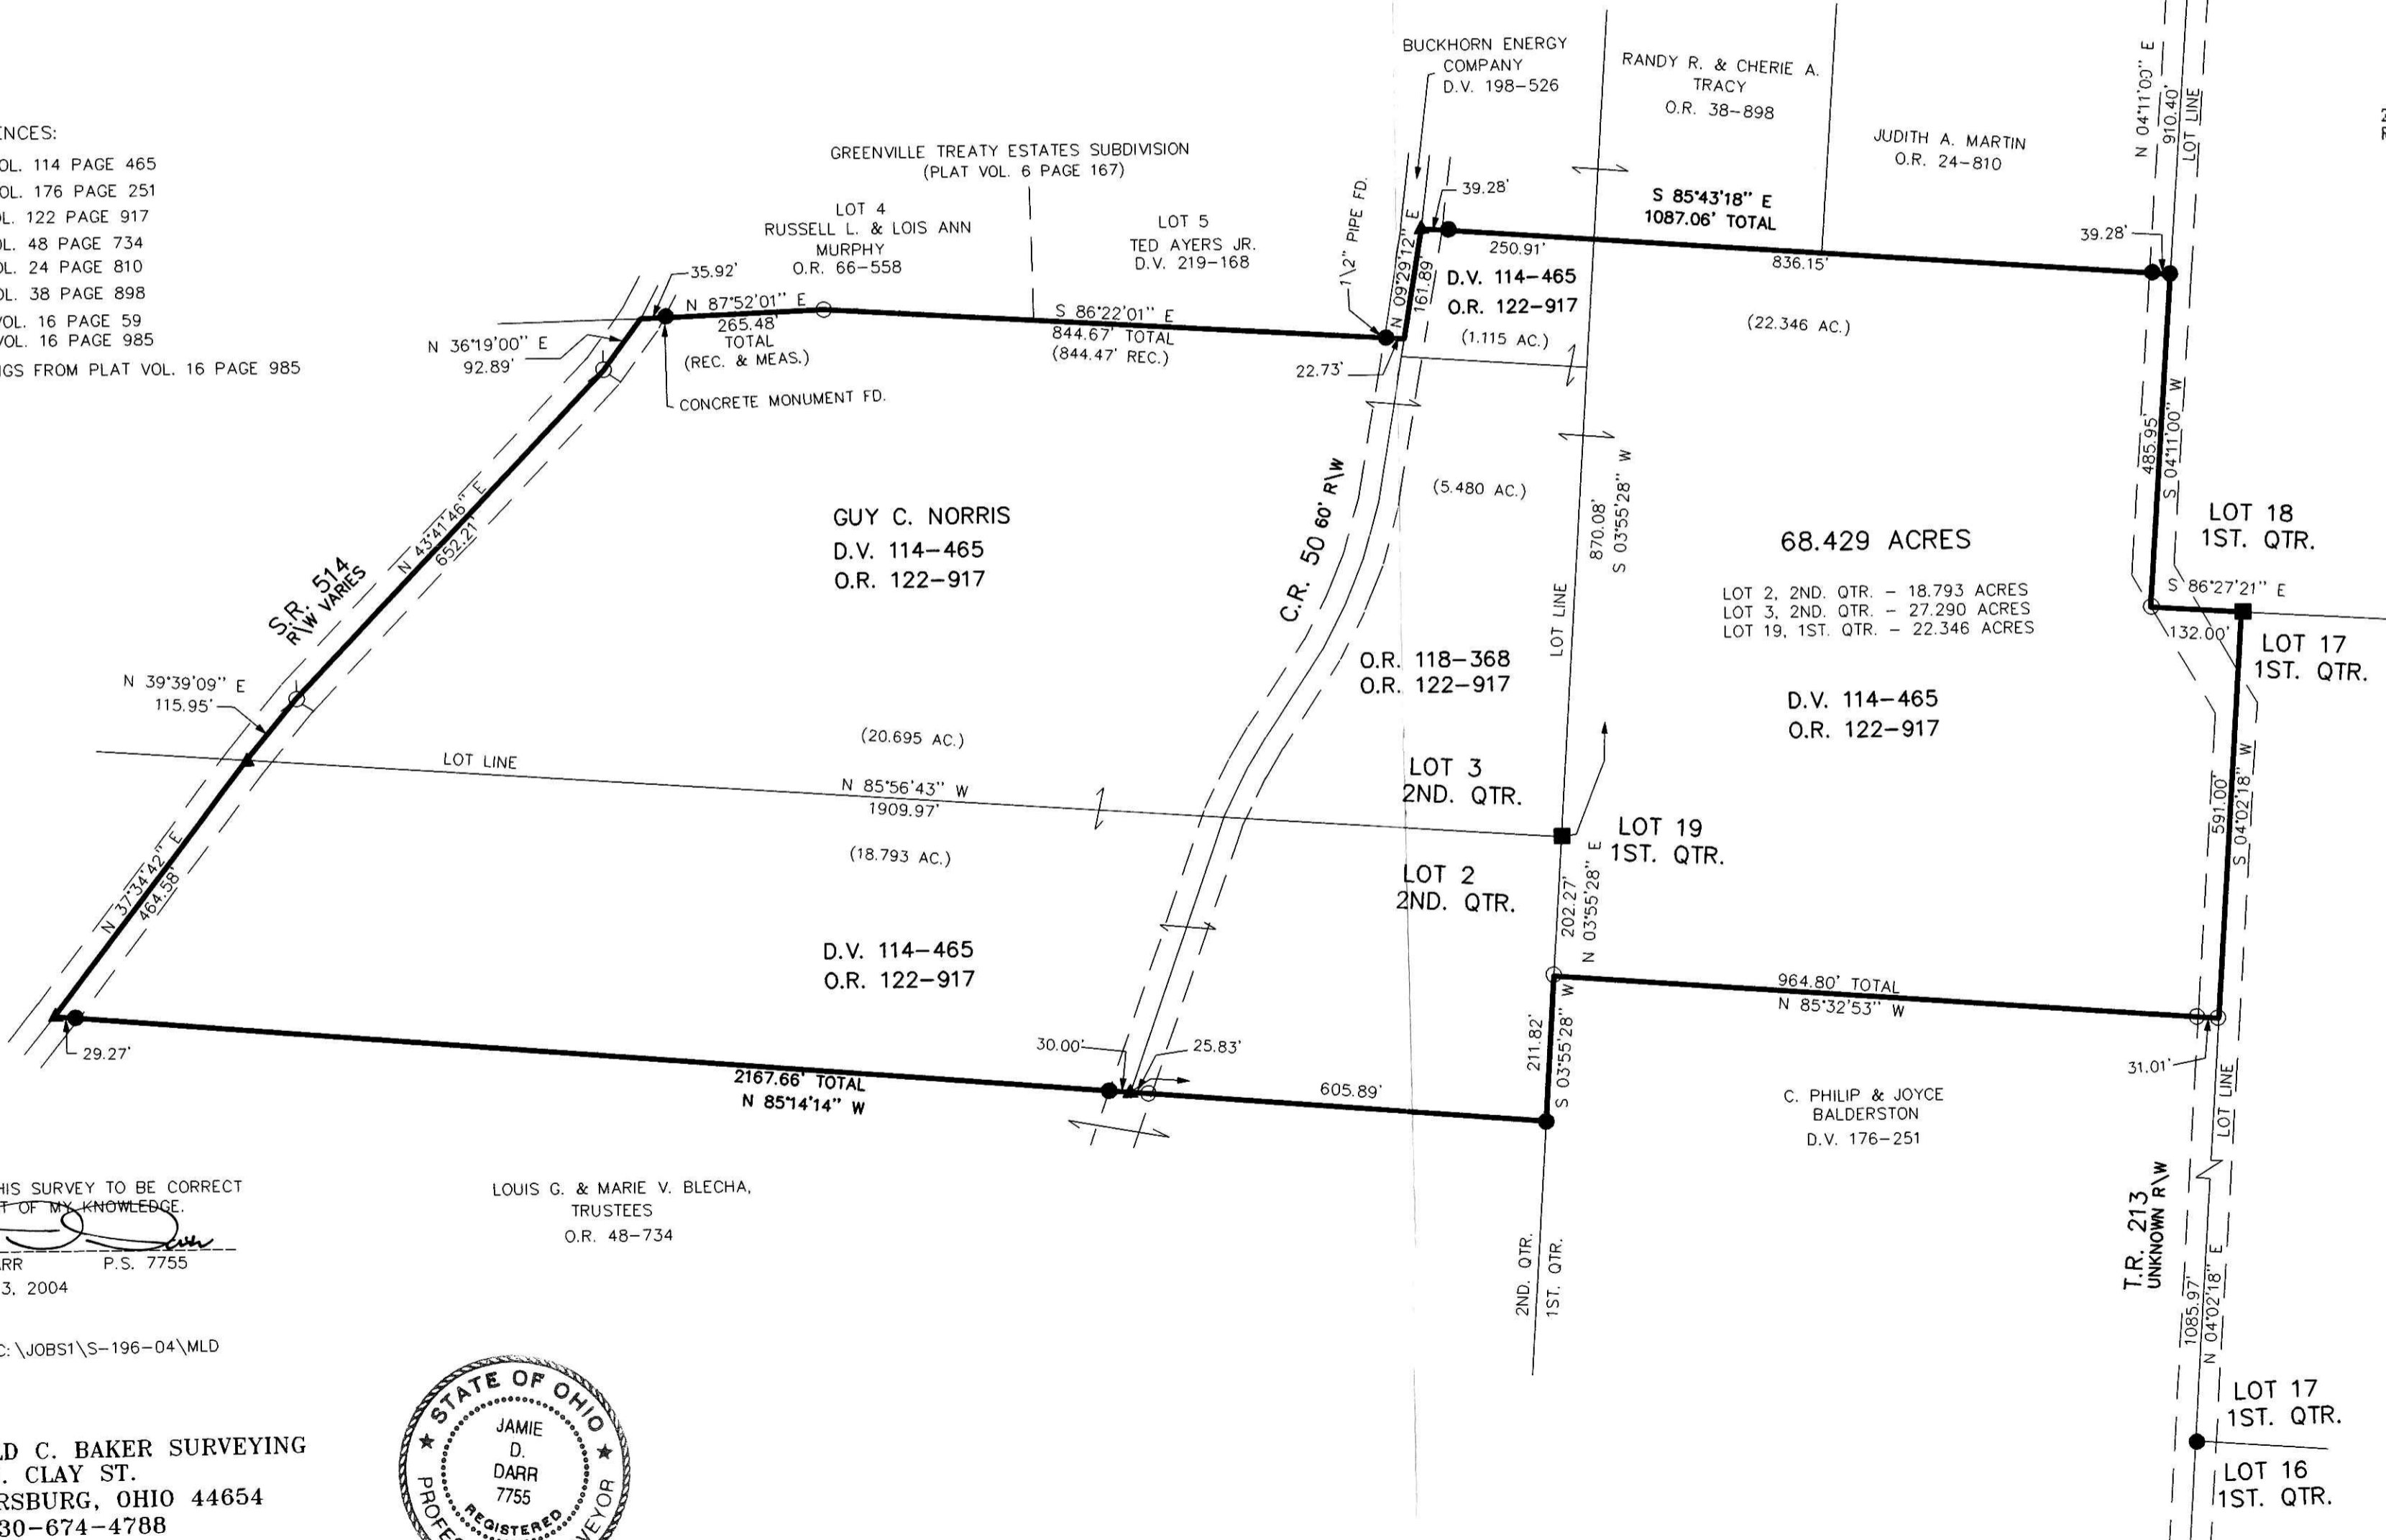 ENCES:
OL. 114 PAGE 465
OL. 176 PAGE 251
OL. 122 PAGE 917
OL. 48 PAGE 734
OL. 24 PAGE 810
OL. 38 PAGE 898
VOL. 16 PAGE 59
VOL. 16 PAGE 985
NGS FROM PLAT VOL. 16 PAGE 985
GREENVILLE TREATY ESTATES SUBDIVISION
(PLAT VOL. 6 PAGE 167)
LOT 4
RUSSELL L. & LOIS ANN
MURPHY
O.R. 66-558
LOT 5
TED AYERS JR.
D.V. 219-168
BUCKHORN ENERGY
COMPANY
D.V. 198-526
RANDY R. & CHERIE A.
TRACY
O.R. 38-898
JUDITH A. MARTIN
O.R. 24-810
N 04°11'00" E
910.40'
LOT LINE
35.92'
N 87°52'01" E
265.48'
TOTAL
(REC. & MEAS.)
CONCRETE MONUMENT FD.
N 36°19'00" E
92.89'
S 86°22'01" E
844.67' TOTAL
(844.47' REC.)
1\2" PIPE FD.
22.73'
N 09°29'12" E
161.89'
39.28'
250.91'
D.V. 114-465
O.R. 122-917
(1.115 AC.)
S 85°43'18" E
1087.06' TOTAL
836.15'
(22.346 AC.)
39.28'
485.95'
S 04°11'00" W
LOT 18
1ST. QTR.
S 86°27'21" E
132.00'
LOT 17
1ST. QTR.
GUY C. NORRIS
D.V. 114-465
O.R. 122-917
N 43°41'46" E
652.21'
S.R. 514
R\W VARIES
N 39°39'09" E
115.95'
C.R. 50 60' R\W
(5.480 AC.)
870.08'
S 03°55'28" W
LOT LINE
68.429 ACRES
LOT 2, 2ND. QTR. - 18.793 ACRES
LOT 3, 2ND. QTR. - 27.290 ACRES
LOT 19, 1ST. QTR. - 22.346 ACRES
O.R. 118-368
O.R. 122-917
D.V. 114-465
O.R. 122-917
(20.695 AC.)
LOT LINE
N 85°56'43" W
1909.97'
(18.793 AC.)
LOT 3
2ND. QTR.
LOT 19
1ST. QTR.
LOT 2
2ND. QTR.
591.00'
S 04°02'18" W
202.27'
N 03°55'28" E
N 37°34'42" E
464.58'
D.V. 114-465
O.R. 122-917
964.80' TOTAL
N 85°32'53" W
31.01'
29.27'
2167.66' TOTAL
N 85°14'14" W
30.00'
25.83'
605.89'
211.82'
S 03°55'28" W
C. PHILIP & JOYCE
BALDERSTON
D.V. 176-251
LOT LINE
T.R. 213
UNKNOWN R\W
1085.97'
N 04°02'18" E
LOUIS G. & MARIE V. BLECHA,
TRUSTEES
O.R. 48-734
2ND. QTR.
1ST. QTR.
LOT 17
1ST. QTR.
LOT 16
1ST. QTR.
HIS SURVEY TO BE CORRECT
T OF MY KNOWLEDGE.
ARR P.S. 7755
3, 2004
C:\JOBS1\S-196-04\MLD
LD C. BAKER SURVEYING
. CLAY ST.
RSBURG, OHIO 44654
30-674-4788
STATE OF OHIO
JAMIE
D.
DARR
7755
REGISTERED
PROFES
VEYOR